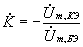 K̇ = − U̇т,КЭ / U̇т,БЭ